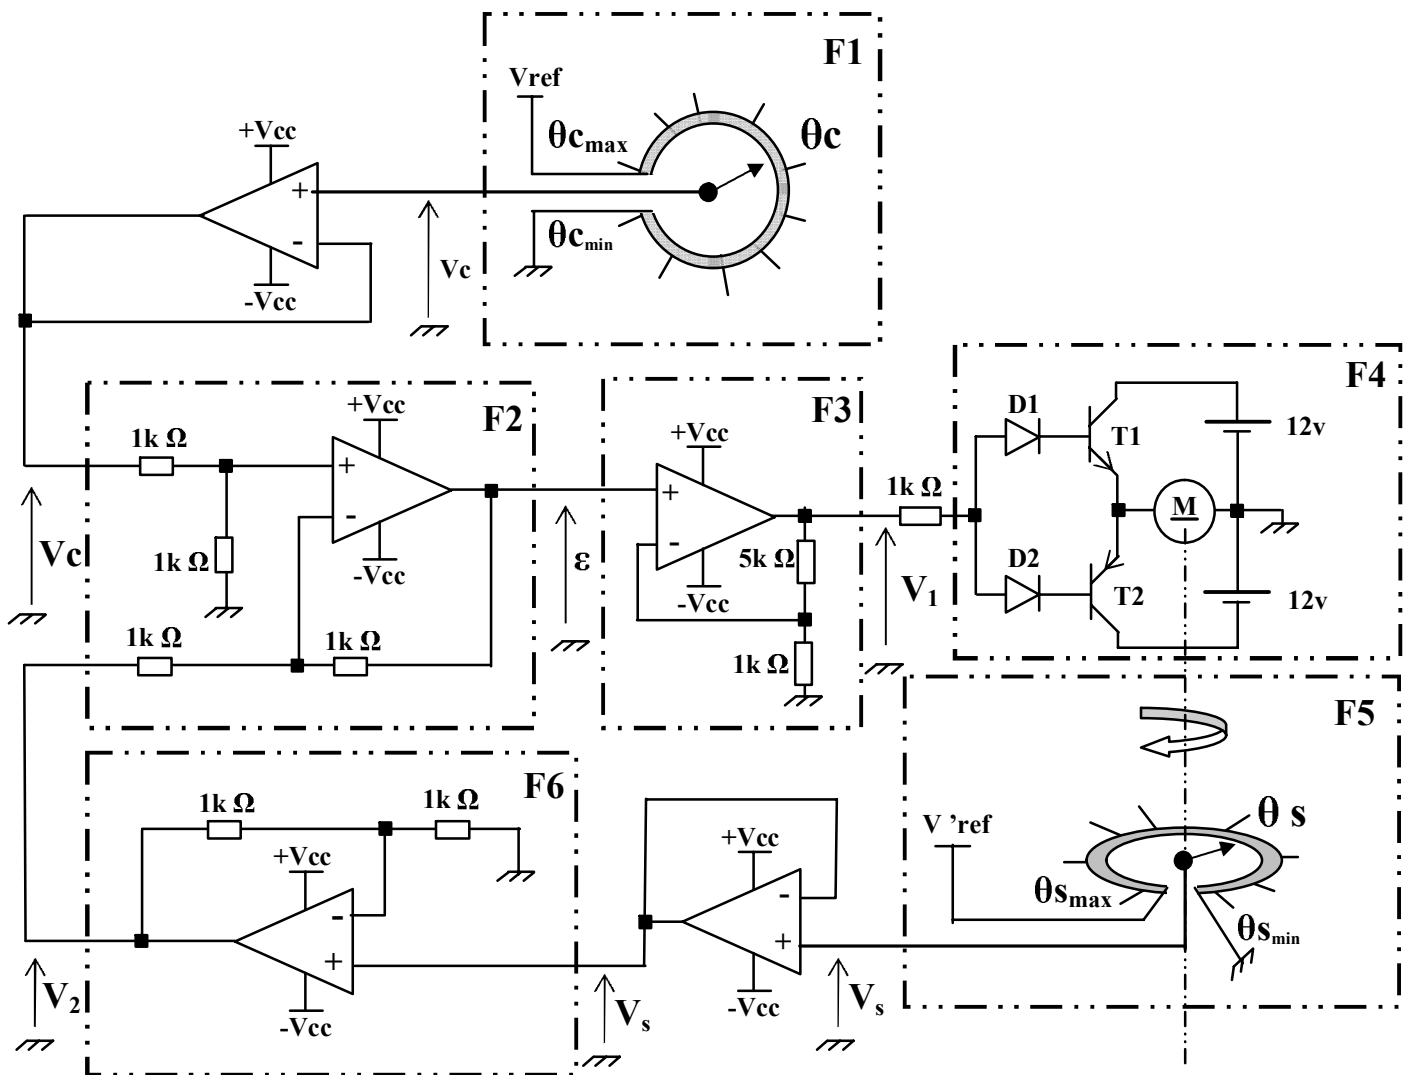 F1
Vref
θcmax
θc
θcmin
+Vcc
+
-
-Vcc
Vc
F2
+Vcc
1k Ω
+
-
-Vcc
1k Ω
Vc
1k Ω
1k Ω
ε
F3
+Vcc
+
-
-Vcc
5k Ω
1k Ω
V1
1k Ω
F4
D1
T1
12v
M
D2
T2
12v
F5
V ’ref
θ s
θsmax
θsmin
F6
1k Ω
1k Ω
+Vcc
-
+
-Vcc
V2
Vs
+Vcc
-
+
-Vcc
Vs